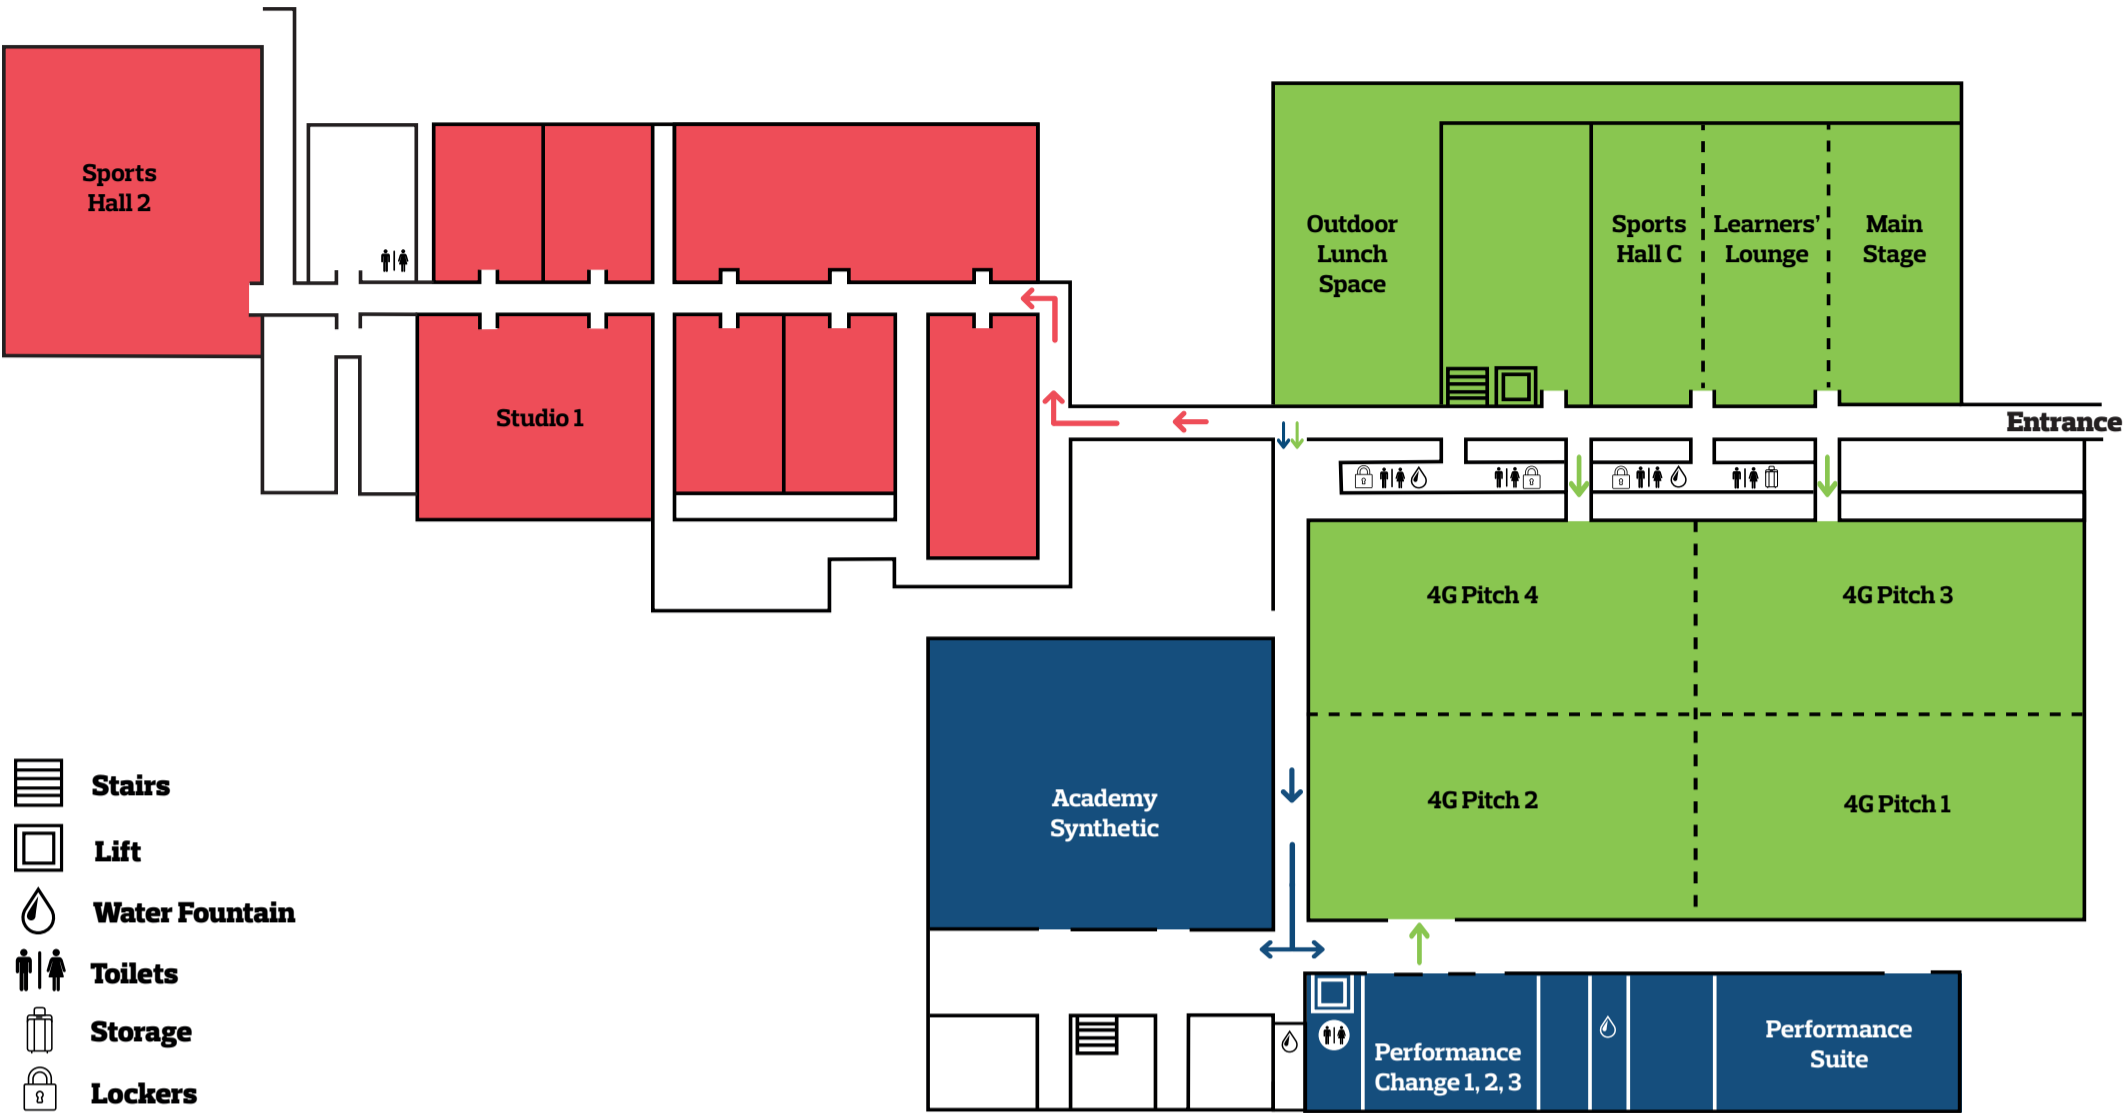 Sports
Hall 2
Studio 1
Outdoor
Lunch
Space
Sports
Hall C
Learners’
Lounge
Main
Stage
Entrance
4G Pitch 4
4G Pitch 3
4G Pitch 2
4G Pitch 1
Academy
Synthetic
Performance
Change 1, 2, 3
Performance
Suite
Stairs
Lift
Water Fountain
Toilets
Storage
Lockers